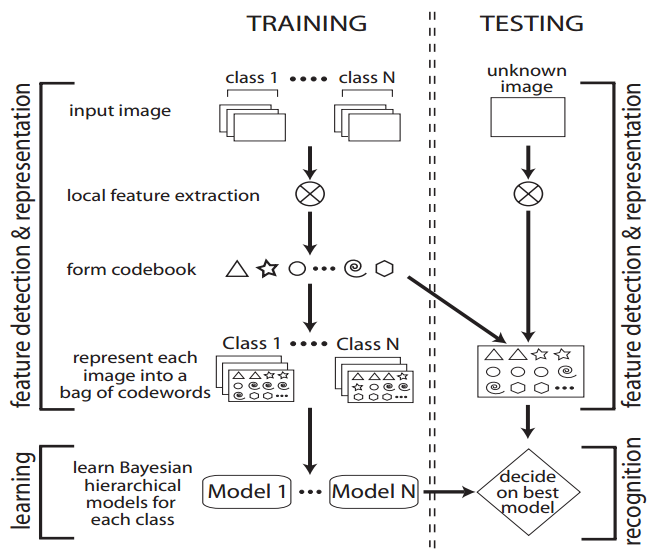 TRAINING
TESTING
class 1
class N
unknown
image
input image
local feature extraction
form codebook
Class 1
Class N
represent each
image into a
bag of codewords
feature detection & representation
feature detection & representation
learn Bayesian
hierarchical
models for
each class
Model 1
Model N
decide
on best
model
learning
recognition